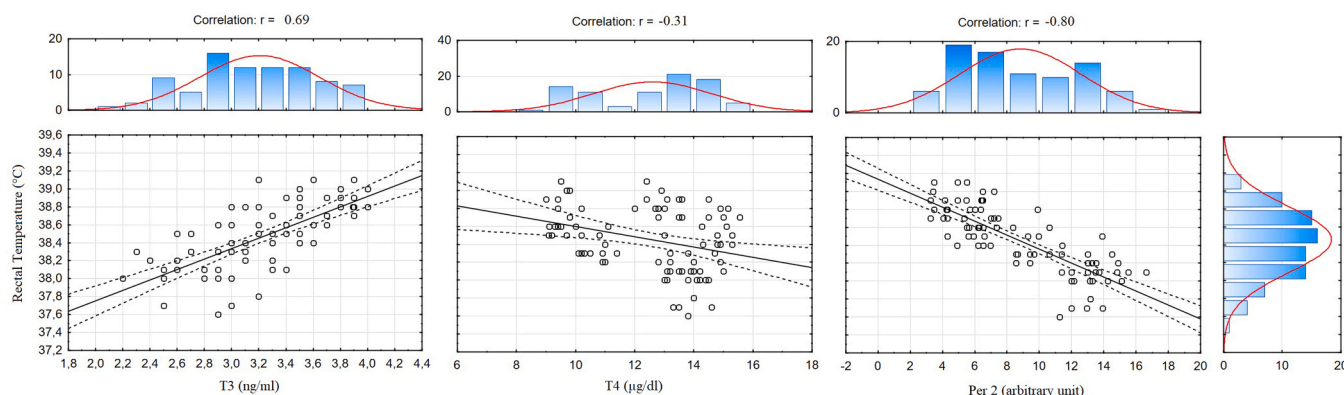 Correlation: r = 0.69
Correlation: r = -0.31
Correlation: r = -0.80
20
10
0
40
20
0
20
10
0
39,6
39,4
39,2
39,0
38,8
38,6
38,4
38,2
38,0
37,8
37,6
37,4
37,2
Rectal Temperature (°C)
1,8 2,0 2,2 2,4 2,6 2,8 3,0 3,2 3,4 3,6 3,8 4,0 4,2 4,4
T3 (ng/ml)
6 8 10 12 14 16 18
T4 (µg/dl)
-2 0 2 4 6 8 10 12 14 16 18 20
Per 2 (arbitrary unit)
0 10 20